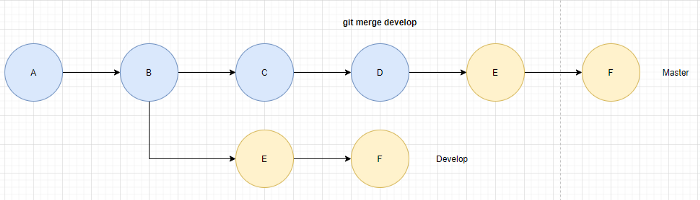 git merge develop
A B C D E F Master
E F Develop